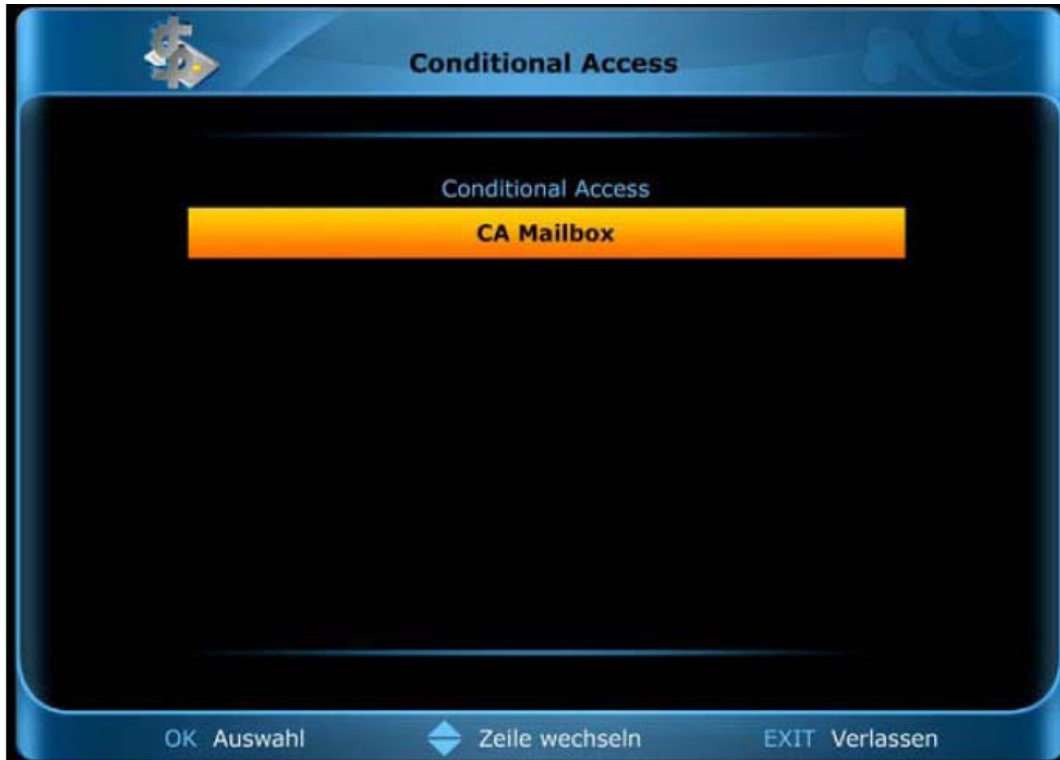 Conditional Access
Conditional Access
CA Mailbox
OK Auswahl Zeile wechseln EXIT Verlassen